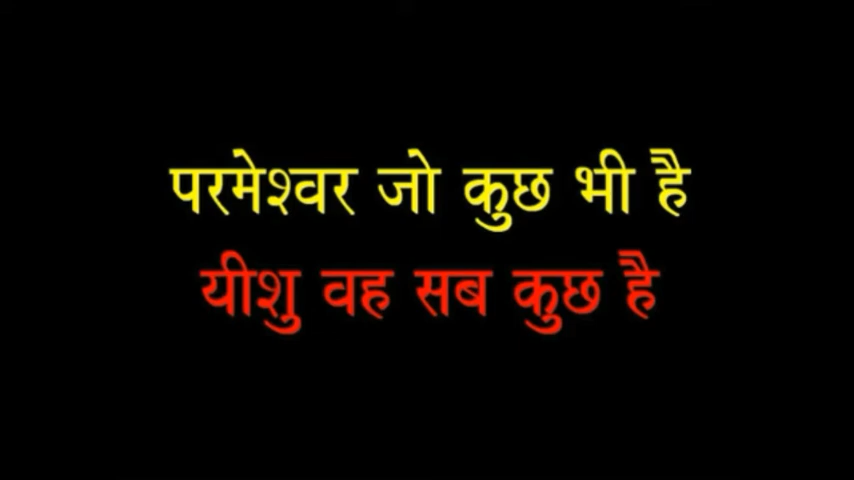 परमेश्वर जो कुछ भी है
यीशु वह सब कुछ है